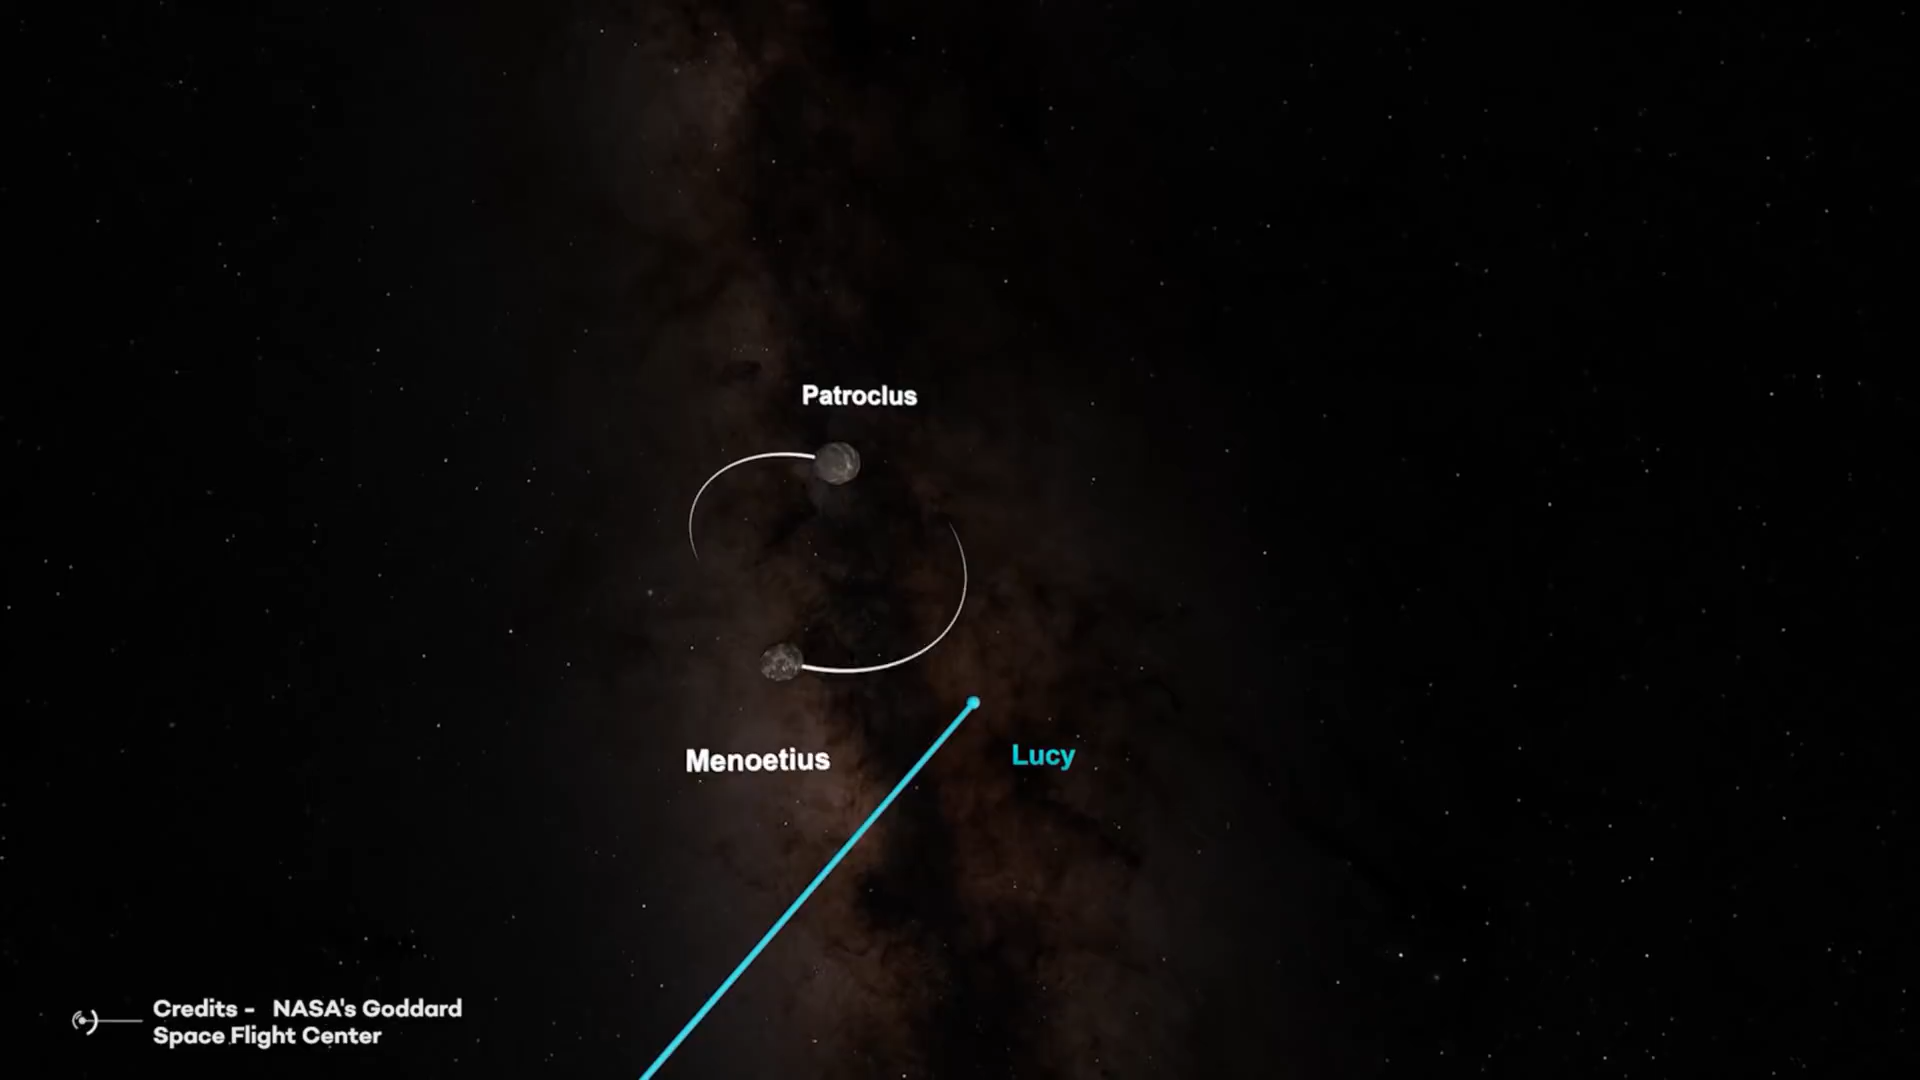 Patroclus
Menoetius
Lucy
Credits - NASA's Goddard
Space Flight Center